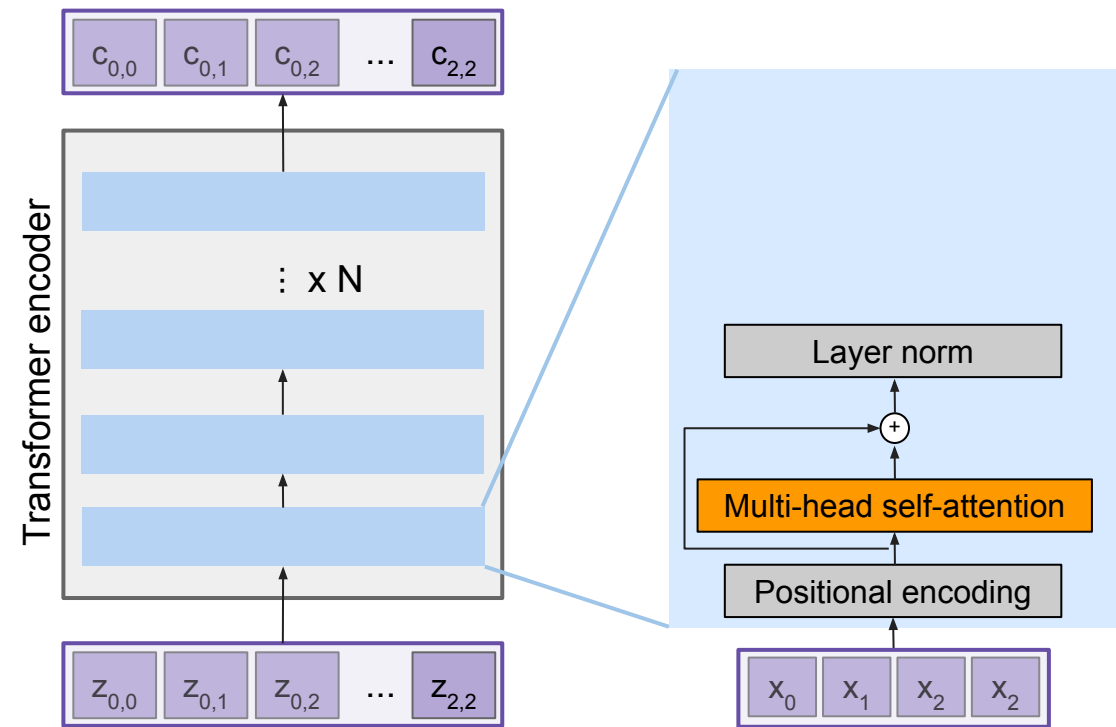 c0,0 c0,1 c0,2 ... c2,2
Transformer encoder
⋮ x N
z0,0 z0,1 z0,2 ... z2,2
Layer norm
+
Multi-head self-attention
Positional encoding
x0 x1 x2 x2